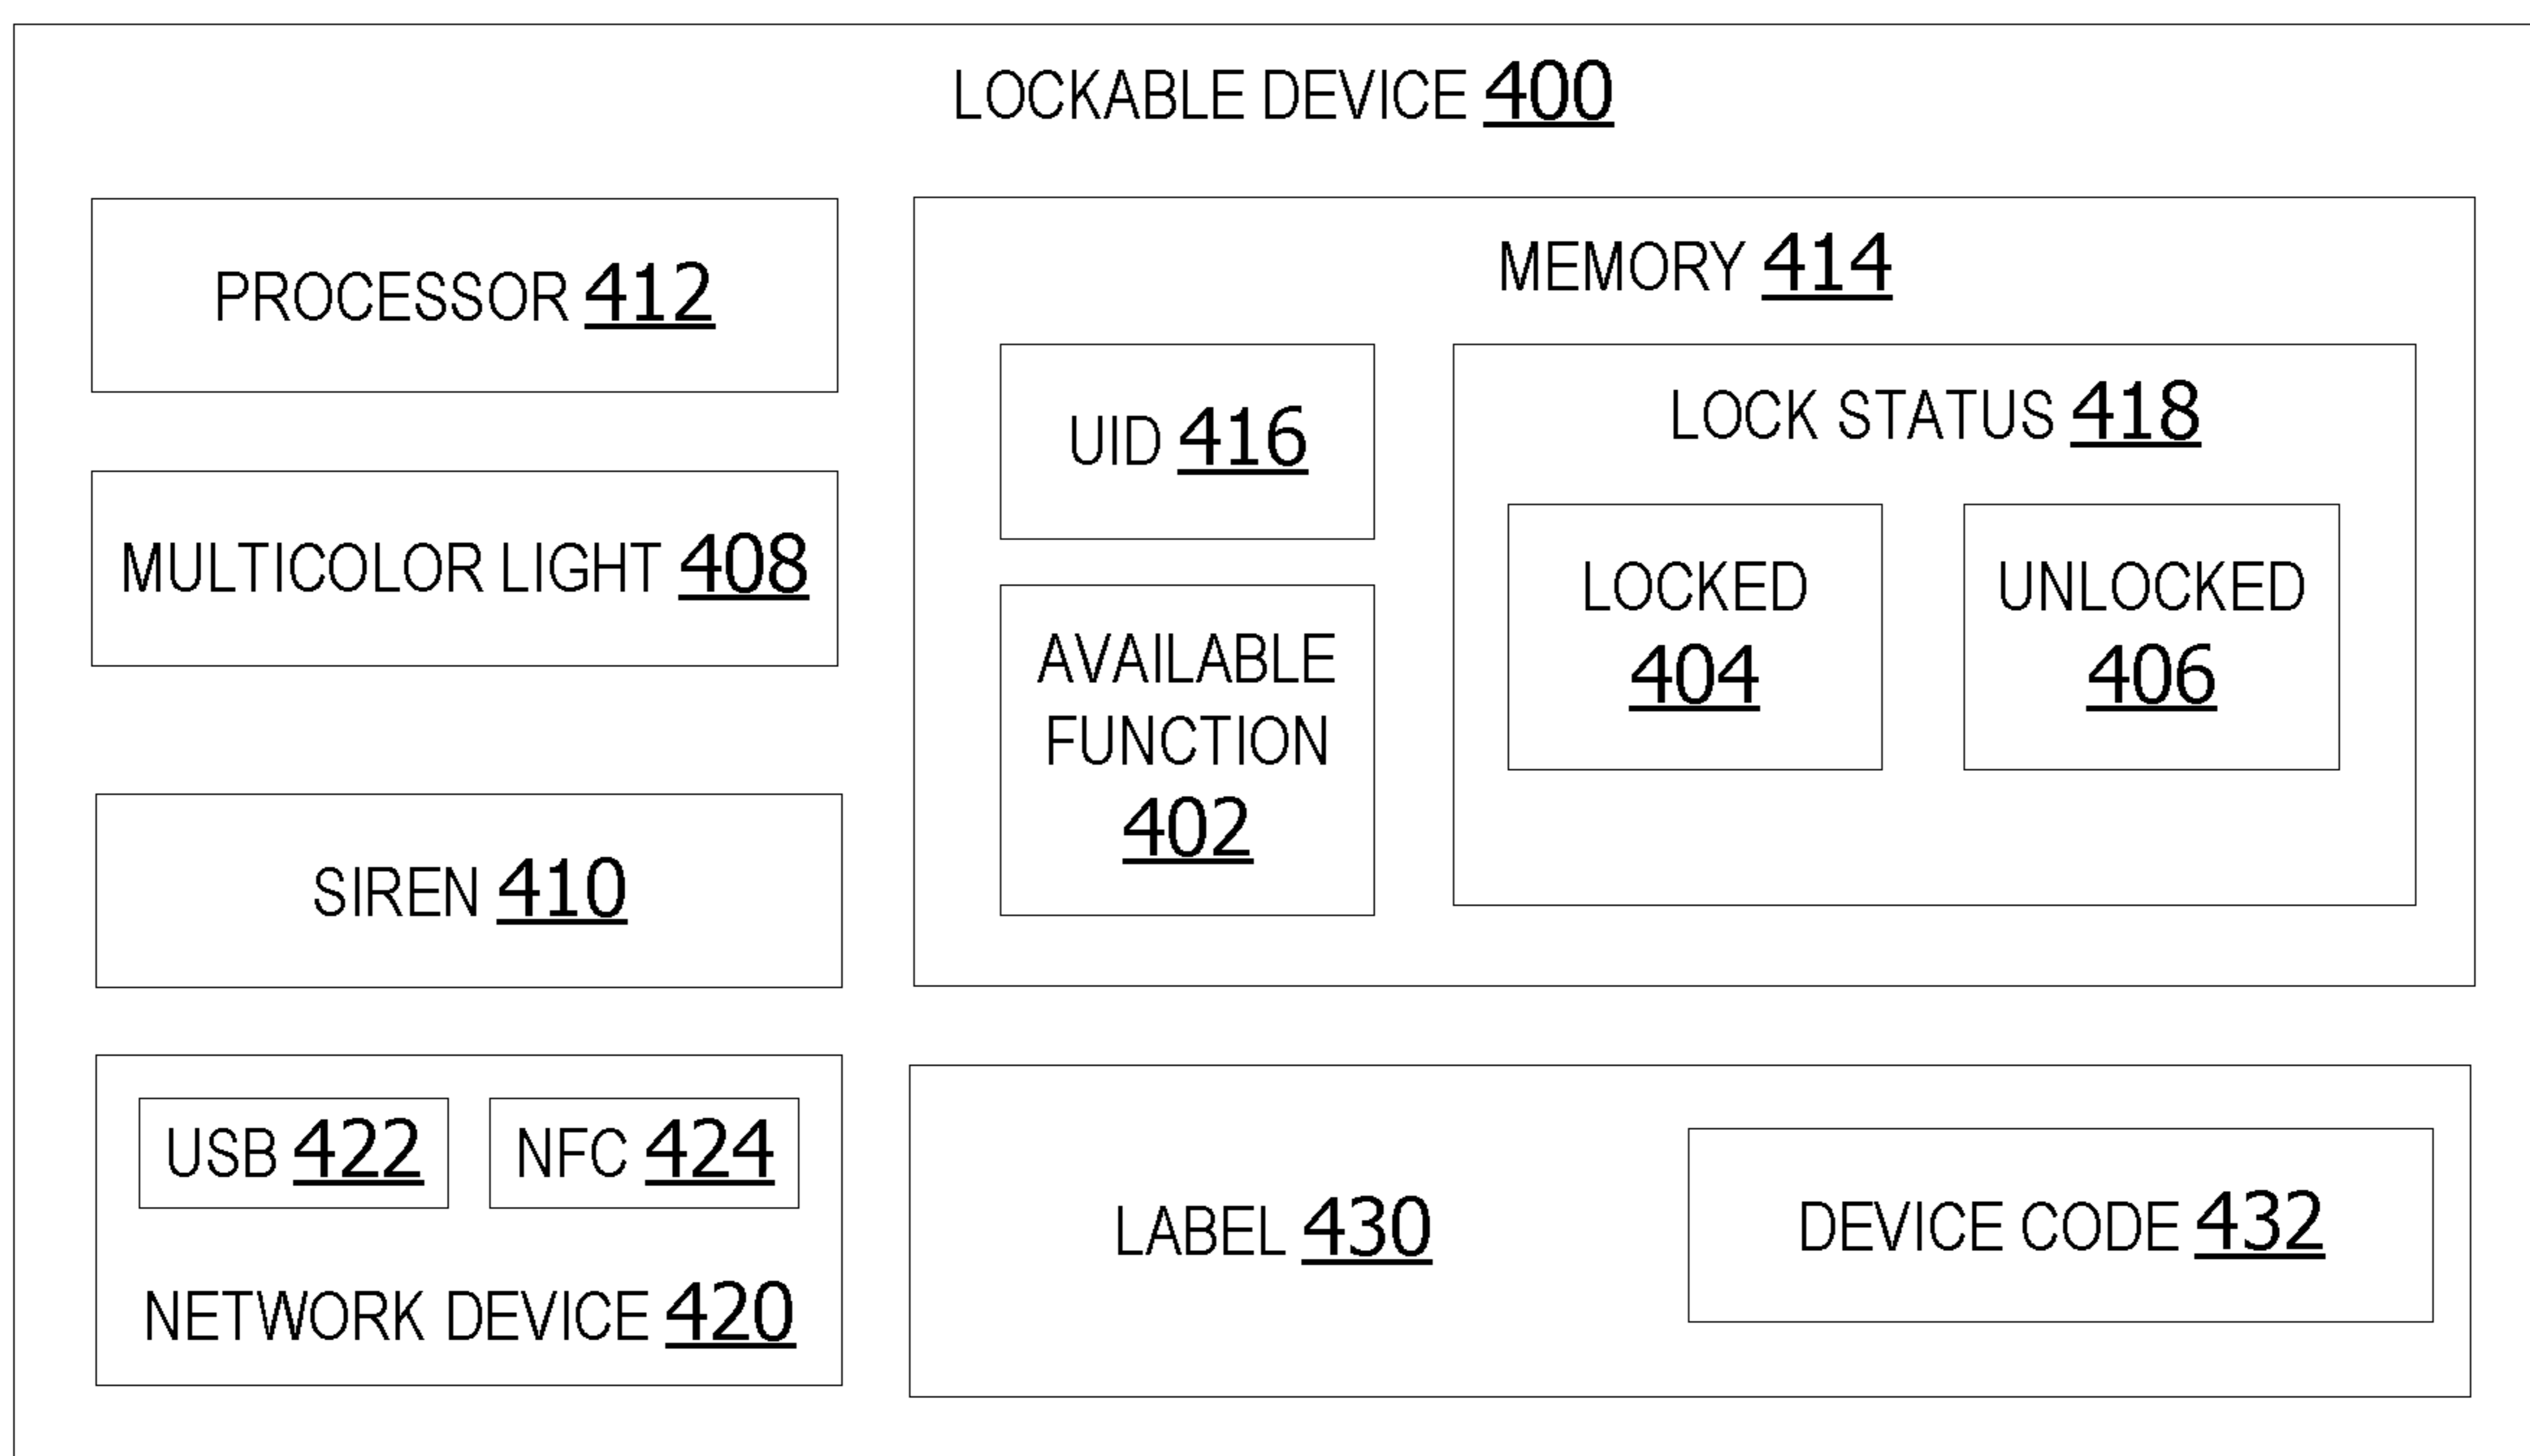 LOCKABLE DEVICE 400
PROCESSOR 412
MULTICOLOR LIGHT 408
SIREN 410
USB 422
NFC 424
NETWORK DEVICE 420
MEMORY 414
UID 416
AVAILABLE
FUNCTION
402
LOCK STATUS 418
LOCKED
404
UNLOCKED
406
LABEL 430
DEVICE CODE 432